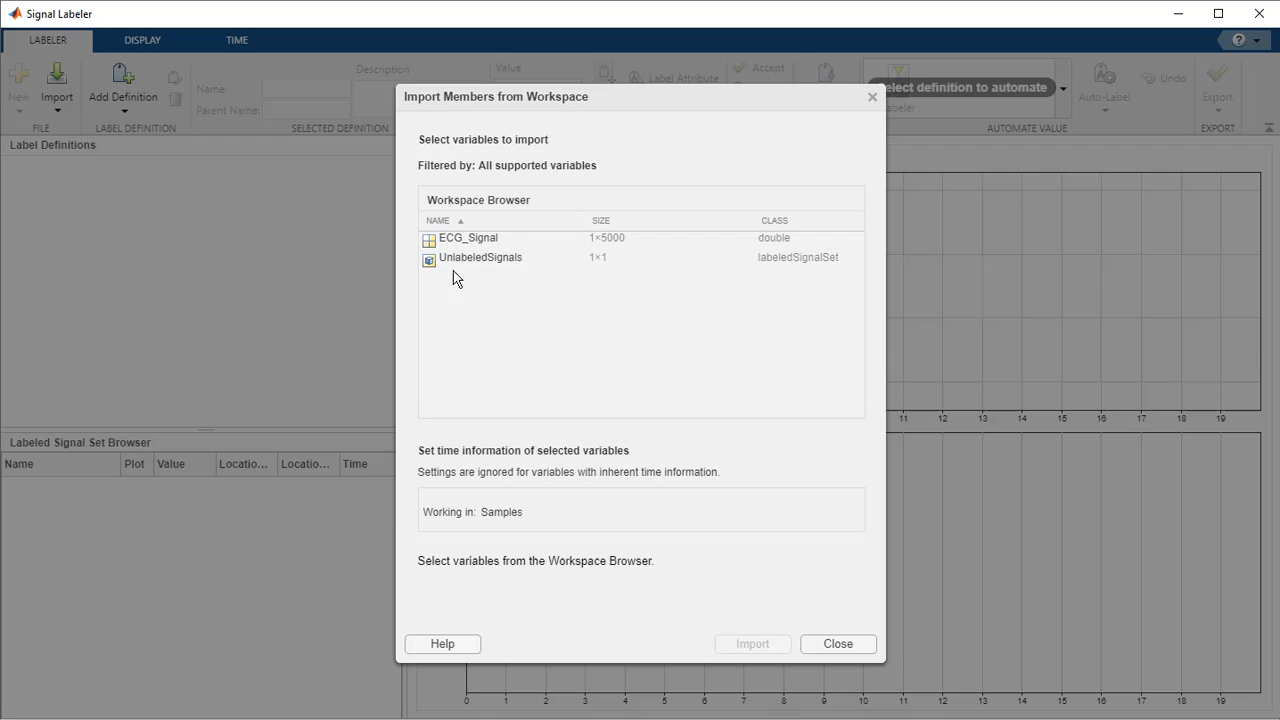 Signal Labeler
LABELER DISPLAY TIME
New Import Add Definition
Name:
Parent Name:
Description
Value
Label Attribute
Accept
elect definition to automate
abeler
Auto-Label
Undo
Export
FILE LABEL DEFINITION SELECTED DEFINITION AUTOMATE VALUE EXPORT
Label Definitions
Import Members from Workspace
Select variables to import
Filtered by: All supported variables
Workspace Browser
NAME SIZE CLASS
ECG_Signal 1×5000 double
UnlabeledSignals 1×1 labeledSignalSet
11 12 13 14 15 16 17 18 19
Labeled Signal Set Browser
Name Plot Value Locatio... Locatio... Time
Set time information of selected variables
Settings are ignored for variables with inherent time information.
Working in: Samples
Select variables from the Workspace Browser.
Help Import Close
0 1 2 3 4 5 6 7 8 9 10 11 12 13 14 15 16 17 18 19